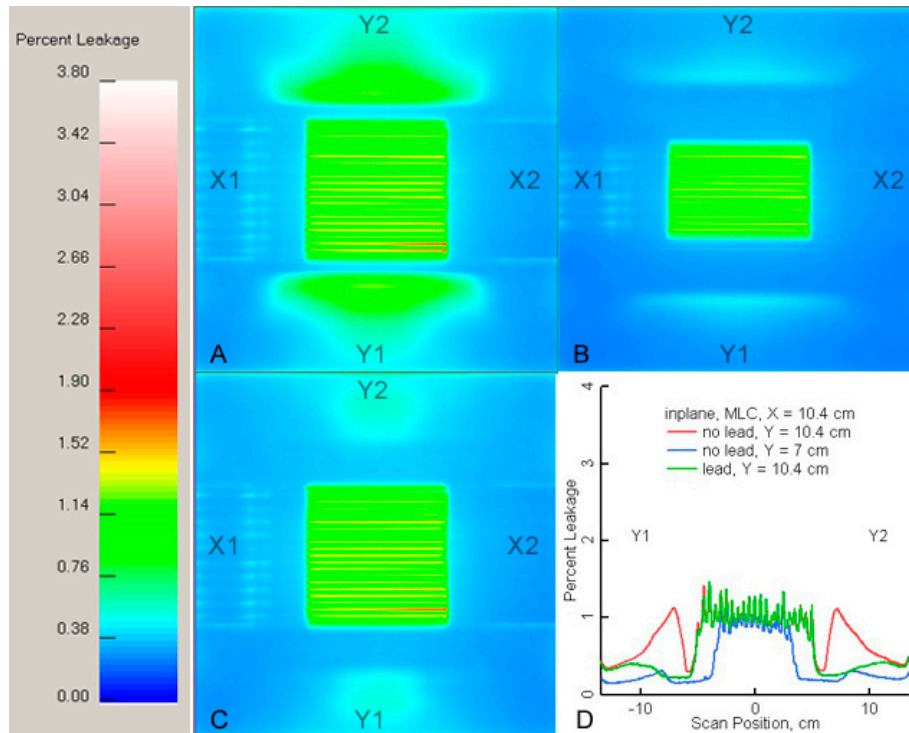 Percent Leakage
3.80
3.42
3.04
2.66
2.28
1.90
1.52
1.14
0.76
0.38
0.00
Y2
X1
X2
A
Y1
Y2
X1
X2
B
Y1
Y2
X1
X2
C
Y1
Percent Leakage
4
3
2
1
0
inplane, MLC, X = 10.4 cm
no lead, Y = 10.4 cm
no lead, Y = 7 cm
lead, Y = 10.4 cm
Y1
Y2
-10
0
10
D
Scan Position, cm